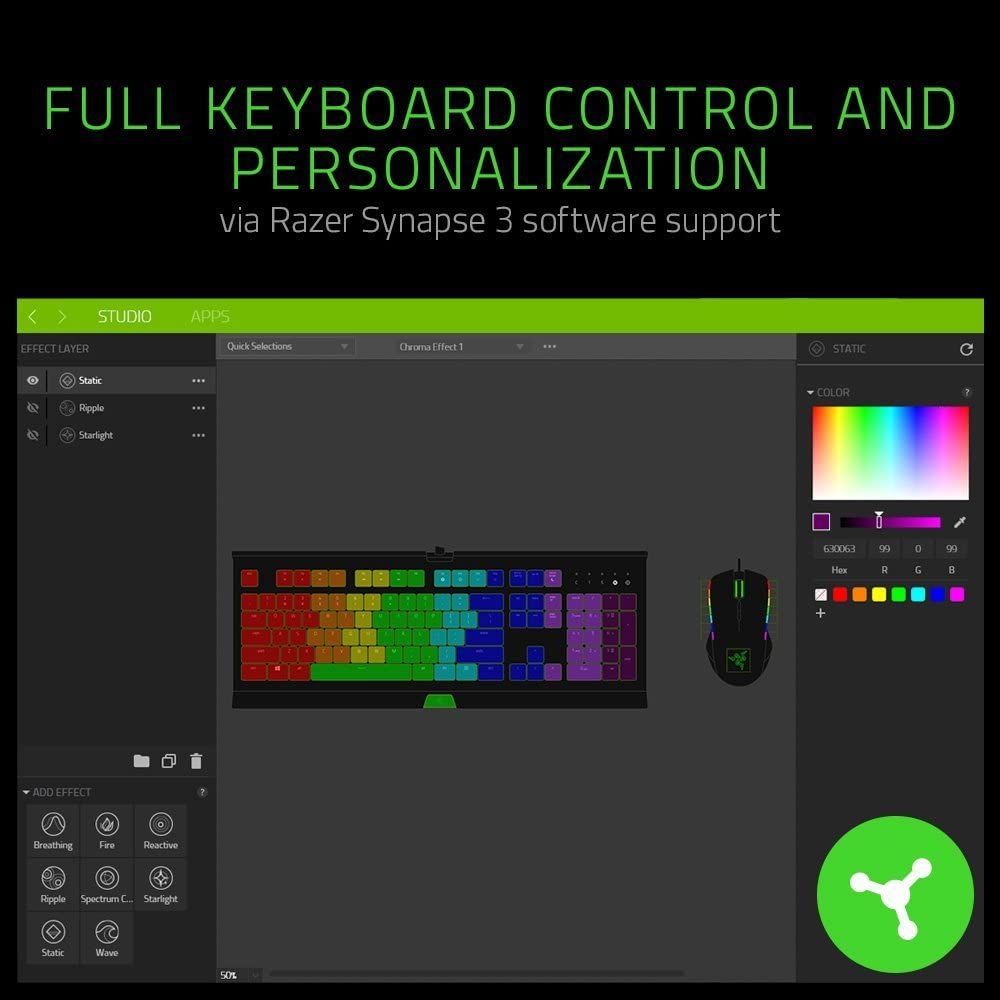 FULL KEYBOARD CONTROL AND
PERSONALIZATION
via Razer Synapse 3 software support
STUDIO APPS
EFFECT LAYER
Quick Selections
Chroma Effect 1
STATIC
Static
Ripple
Starlight
COLOR
?
630063 99 0 99
Hex R G B
ADD EFFECT
?
Breathing Fire Reactive
Ripple Spectrum C... Starlight
Static Wave
50%